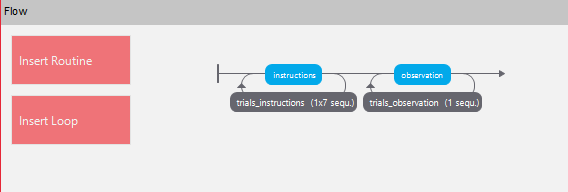 Flow
Insert Routine
Insert Loop
instructions
observation
trials_instructions (1x7 sequ.)
trials_observation (1 sequ.)